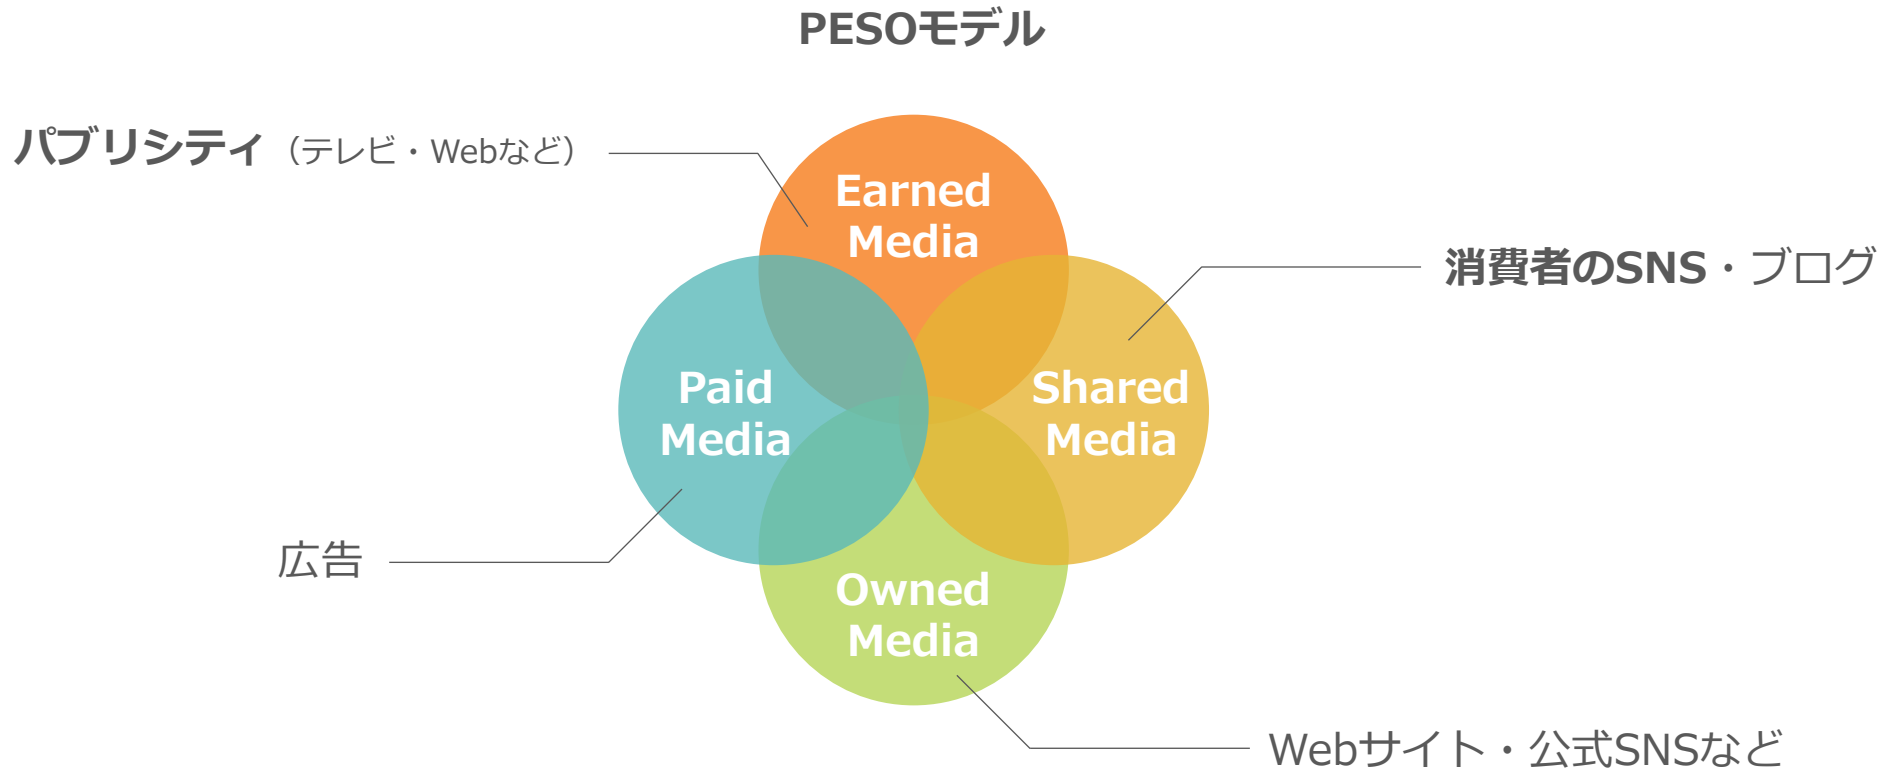 PESOモデル
パブリシティ（テレビ・Webなど）
Earned
Media
消費者のSNS・ブログ
Paid
Media
Shared
Media
広告
Owned
Media
Webサイト・公式SNSなど